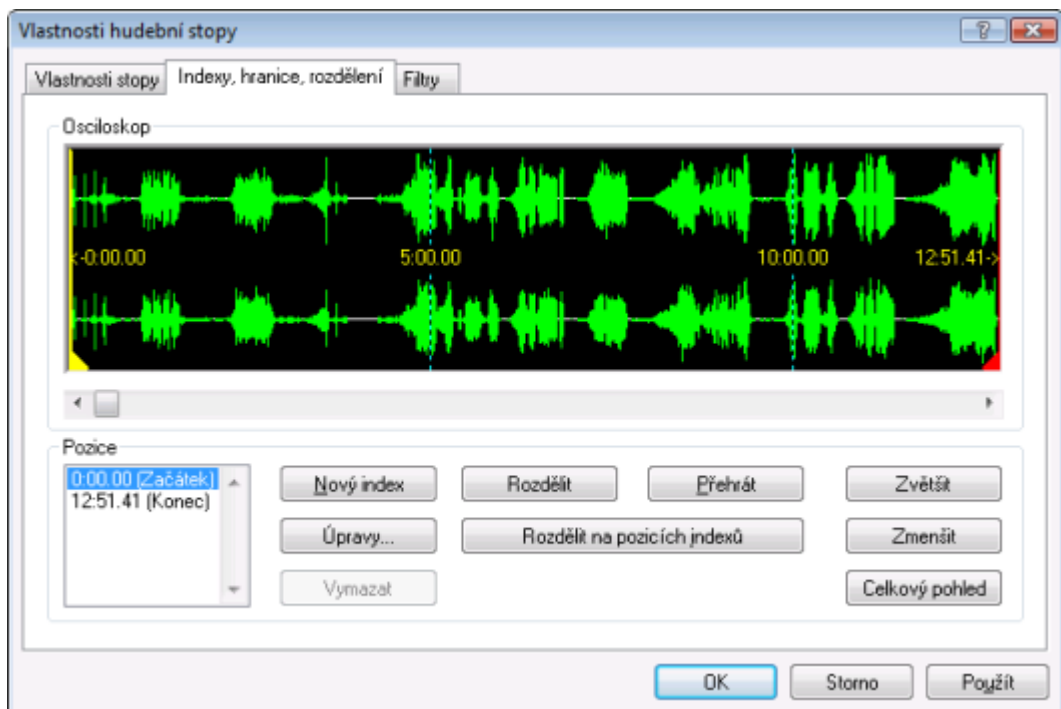 Vlastnosti hudební stopy
Vlastnosti stopy Indexy, hranice, rozdělení Filtry
Osciloskop
<-0:00.00 5:00.00 10:00.00 12:51.41->
Pozice
0:00.00 (Začátek)
12:51.41 (Konec)
Nový index Rozdělit Přehrát Zvětšit
Úpravy... Rozdělit na pozicích indexů Zmenšit
Vymazat Celkový pohled
OK Storno Použít